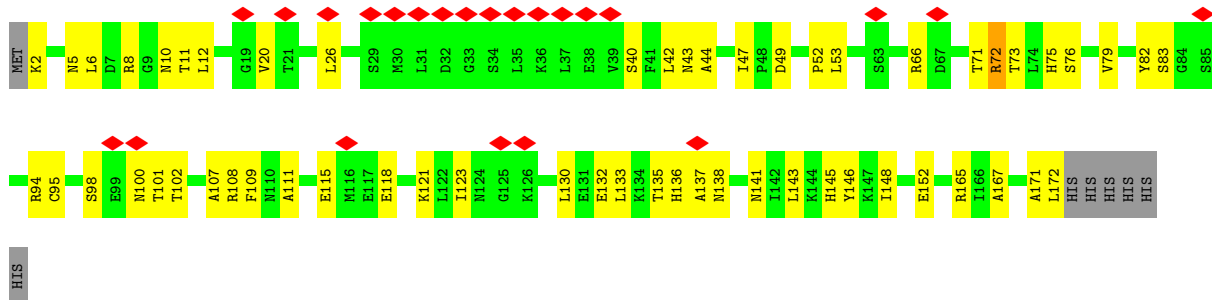 MET K2 N5 L6 D7 R8 G9 N10 T11 L12 G19 V20 T21 L26 S29 M30 L31 D32 G33 S34 L35 K36 L37 E38 V39 S40 F41 L42 N43 A44 I47 P48 D49 P52 L53 S63 R66 D67 T71 R72 T73 L74 H75 S76 V79 Y82 S83 G84 S85
R94 C95 S98 E99 N100 T101 T102 A107 R108 F109 N110 A111 E115 M116 E117 E118 K121 L122 I123 N124 G125 K126 L130 E131 E132 L133 K134 T135 H136 A137 N138 N141 I142 L143 K144 H145 Y146 K147 I148 E152 R165 I166 A167 A171 L172 HIS HIS HIS HIS HIS
HIS